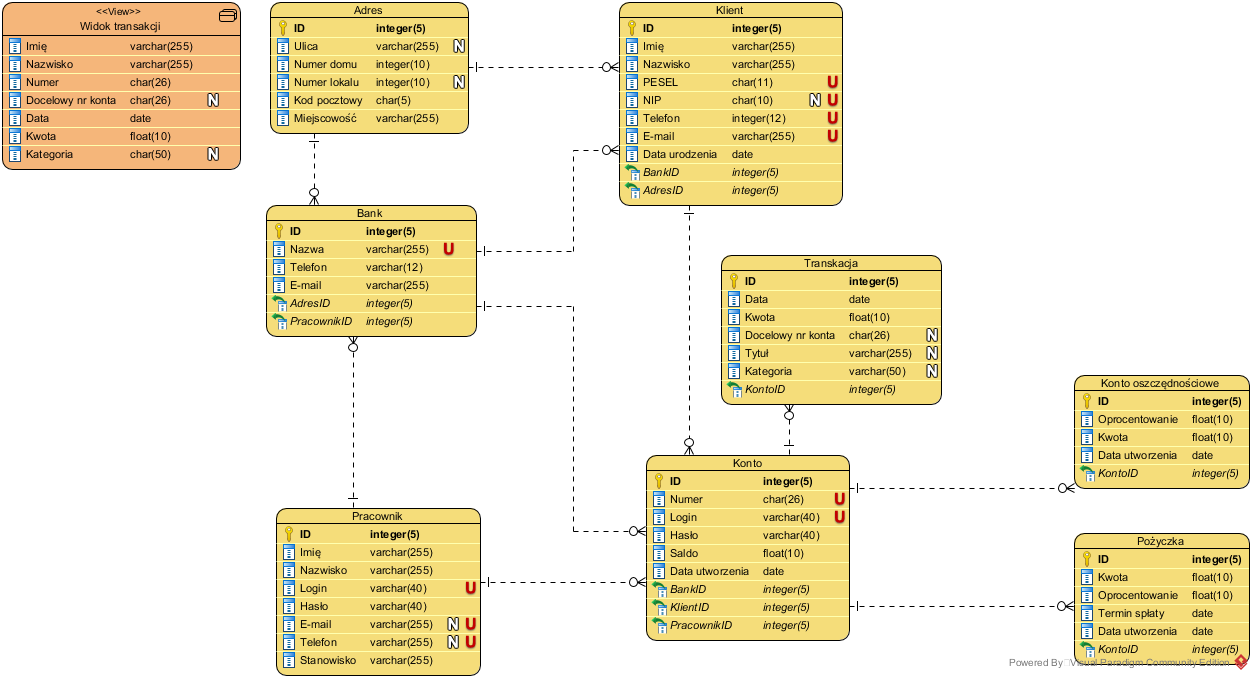 <<View>>
Widok transakcji
Imię varchar(255)
Nazwisko varchar(255)
Numer char(26)
Docelowy nr konta char(26) N
Data date
Kwota float(10)
Kategoria char(50) N
Adres
ID integer(5)
Ulica varchar(255) N
Numer domu integer(10)
Numer lokalu integer(10) N
Kod pocztowy char(5)
Miejscowość varchar(255)
Klient
ID integer(5)
Imię varchar(255)
Nazwisko varchar(255)
PESEL char(11) U
NIP char(10) N U
Telefon integer(12) U
E-mail varchar(255) U
Data urodzenia date
BankID integer(5)
AdresID integer(5)
Bank
ID integer(5)
Nazwa varchar(255) U
Telefon varchar(12)
E-mail varchar(255)
AdresID integer(5)
PracownikID integer(5)
Transkacja
ID integer(5)
Data date
Kwota float(10)
Docelowy nr konta char(26) N
Tytuł varchar(255) N
Kategoria varchar(50) N
KontoID integer(5)
Konto oszczędnościowe
ID integer(5)
Oprocentowanie float(10)
Kwota float(10)
Data utworzenia date
KontoID integer(5)
Konto
ID integer(5)
Numer char(26) U
Login varchar(40) U
Hasło varchar(40)
Saldo float(10)
Data utworzenia date
BankID integer(5)
KlientID integer(5)
PracownikID integer(5)
Pracownik
ID integer(5)
Imię varchar(255)
Nazwisko varchar(255)
Login varchar(40) U
Hasło varchar(40)
E-mail varchar(255) N U
Telefon varchar(255) N U
Stanowisko varchar(255)
Pożyczka
ID integer(5)
Kwota float(10)
Oprocentowanie float(10)
Termin spłaty date
Data utworzenia date
KontoID integer(5)
Powered By Visual Paradigm Community Edition